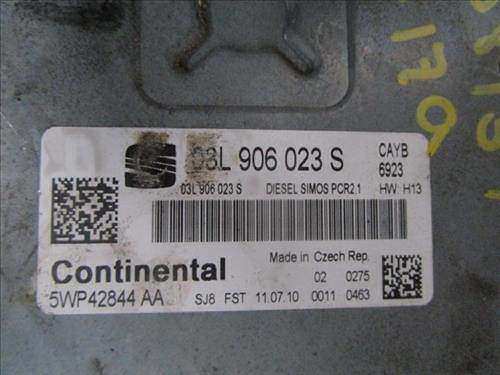 176
03L 906 023 S
CAYB
6923
03L 906 023 S DIESEL SIMOS PCR2.1 HW H13
Made in Czech Rep.
Continental 02 0275
5WP42844 AA SJ8 FST 11.07.10 0011 0463